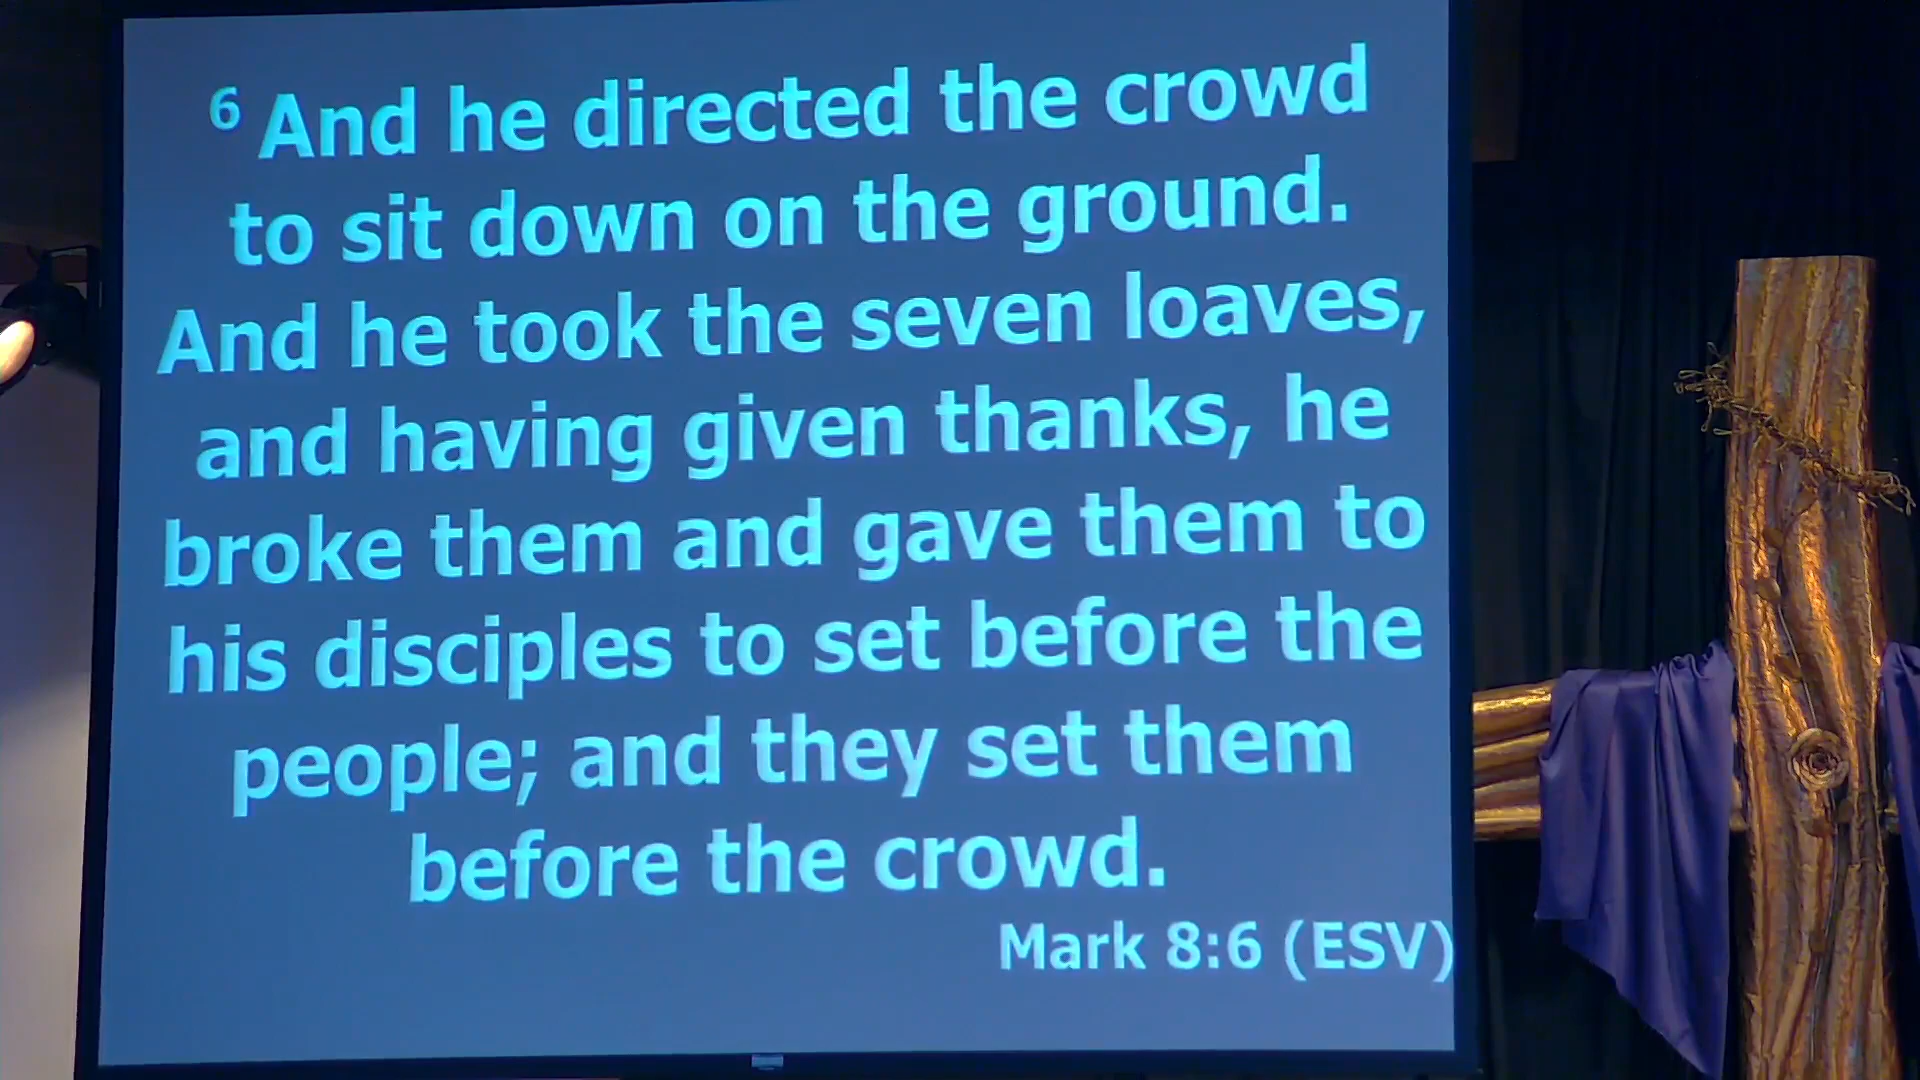 6 And he directed the crowd
to sit down on the ground.
And he took the seven loaves,
and having given thanks, he
broke them and gave them to
his disciples to set before the
people; and they set them
before the crowd.
Mark 8:6 (ESV)